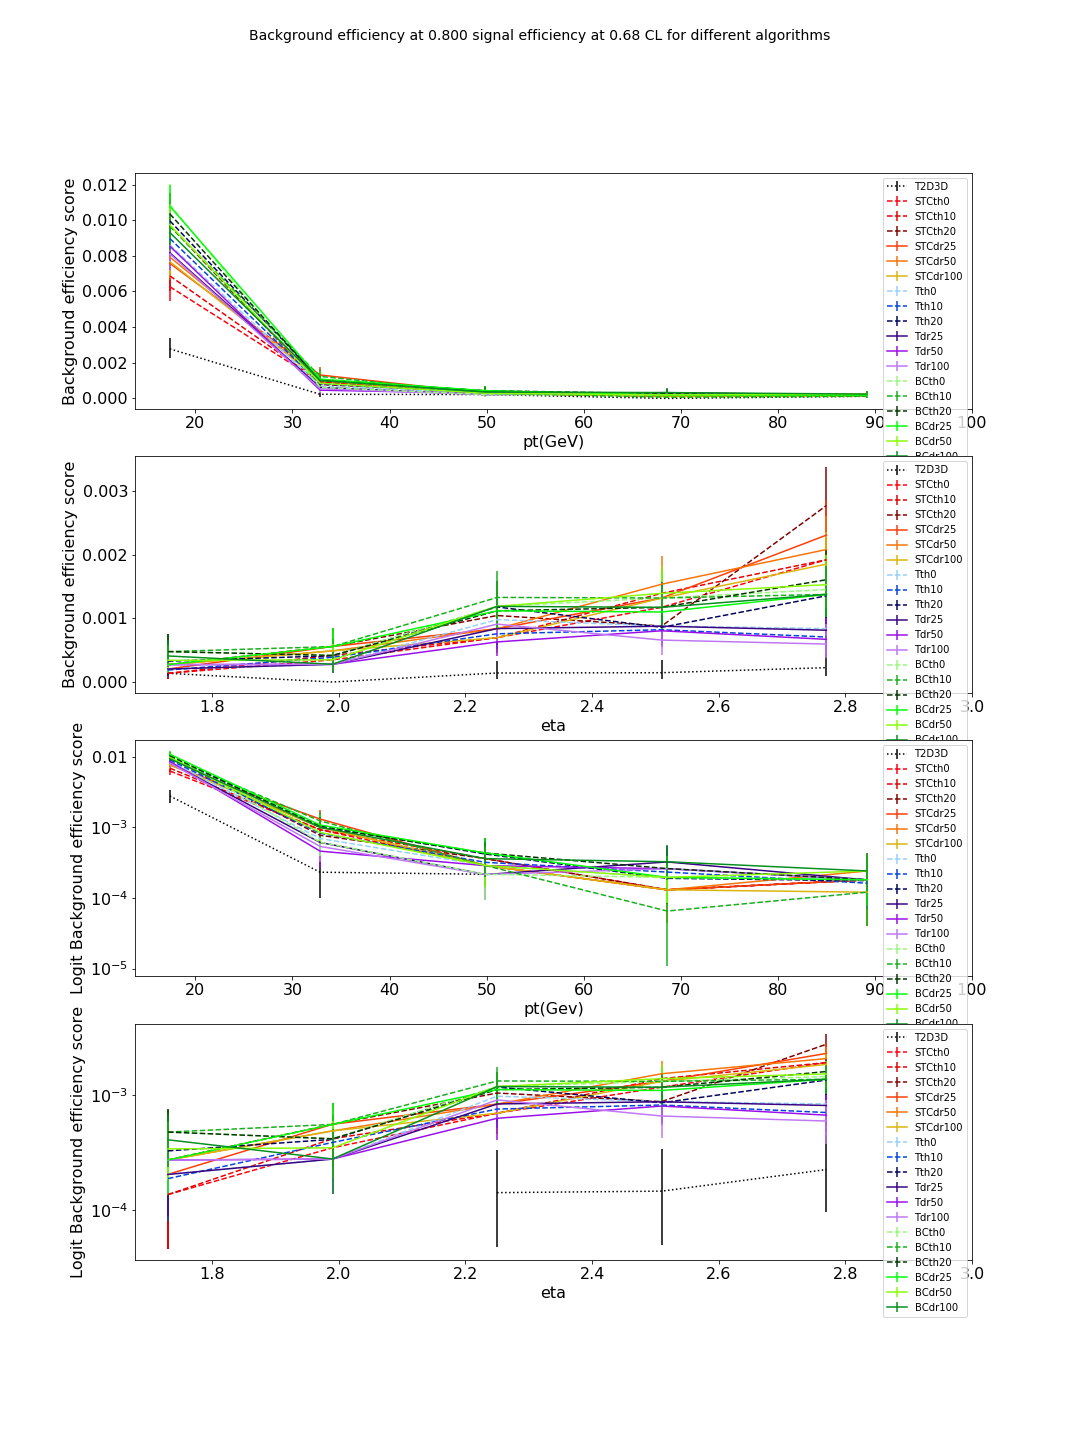 Background efficiency at 0.800 signal efficiency at 0.68 CL for different algorithms
Background efficiency score
0.012
0.010
0.008
0.006
0.004
0.002
0.000
20 30 40 50 60 70 80 90 100
pt(GeV)
T2D3D
STCth0
STCth10
STCth20
STCdr25
STCdr50
STCdr100
Tth0
Tth10
Tth20
Tdr25
Tdr50
Tdr100
BCth0
BCth10
BCth20
BCdr25
BCdr50
BCdr100
Background efficiency score
0.003
0.002
0.001
0.000
1.8 2.0 2.2 2.4 2.6 2.8 3.0
eta
T2D3D
STCth0
STCth10
STCth20
STCdr25
STCdr50
STCdr100
Tth0
Tth10
Tth20
Tdr25
Tdr50
Tdr100
BCth0
BCth10
BCth20
BCdr25
BCdr50
BCdr100
Logit Background efficiency score
0.01
10⁻³
10⁻⁴
10⁻⁵
20 30 40 50 60 70 80 90 100
pt(Gev)
T2D3D
STCth0
STCth10
STCth20
STCdr25
STCdr50
STCdr100
Tth0
Tth10
Tth20
Tdr25
Tdr50
Tdr100
BCth0
BCth10
BCth20
BCdr25
BCdr50
BCdr100
Logit Background efficiency score
10⁻³
10⁻⁴
1.8 2.0 2.2 2.4 2.6 2.8 3.0
eta
T2D3D
STCth0
STCth10
STCth20
STCdr25
STCdr50
STCdr100
Tth0
Tth10
Tth20
Tdr25
Tdr50
Tdr100
BCth0
BCth10
BCth20
BCdr25
BCdr50
BCdr100